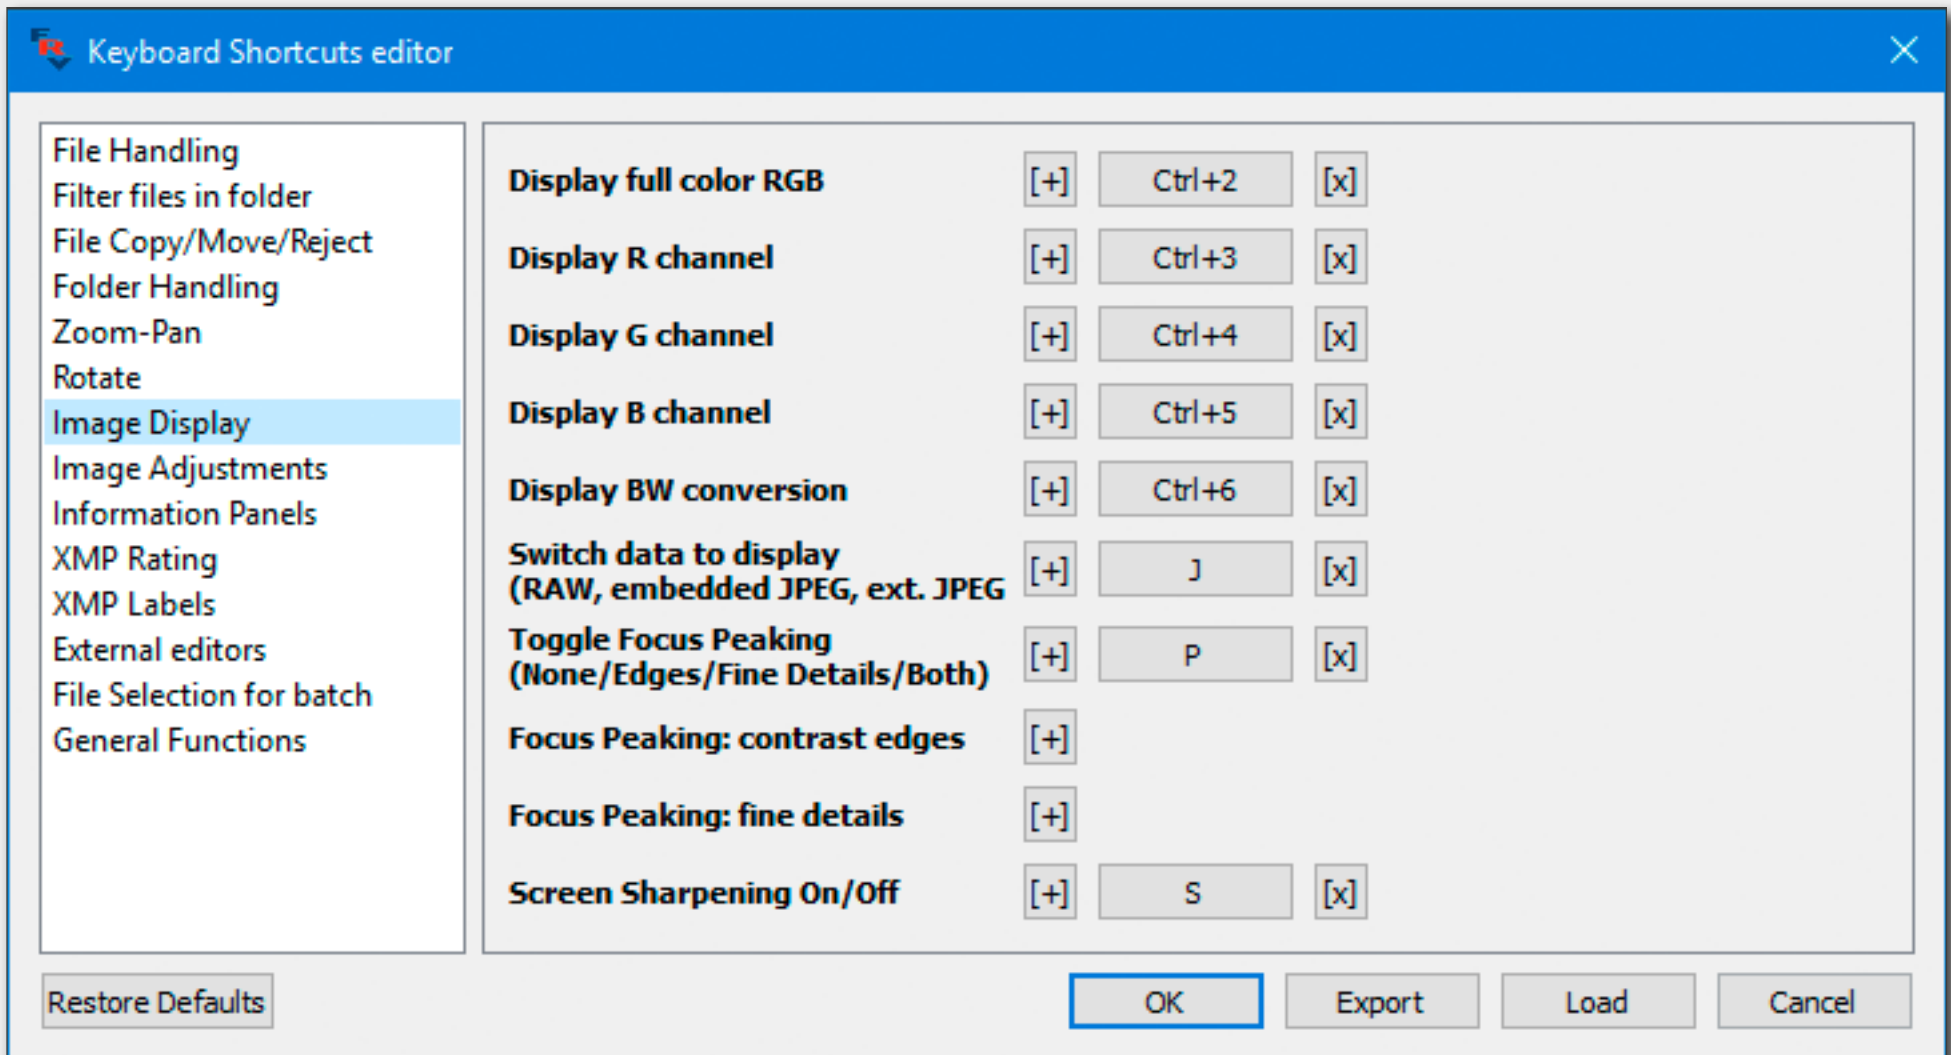 FRV
Keyboard Shortcuts editor
File Handling
Filter files in folder
File Copy/Move/Reject
Folder Handling
Zoom-Pan
Rotate
Image Display
Image Adjustments
Information Panels
XMP Rating
XMP Labels
External editors
File Selection for batch
General Functions
Display full color RGB [+] Ctrl+2 [x]
Display R channel [+] Ctrl+3 [x]
Display G channel [+] Ctrl+4 [x]
Display B channel [+] Ctrl+5 [x]
Display BW conversion [+] Ctrl+6 [x]
Switch data to display
(RAW, embedded JPEG, ext. JPEG [+] J [x]
Toggle Focus Peaking
(None/Edges/Fine Details/Both) [+] P [x]
Focus Peaking: contrast edges [+]
Focus Peaking: fine details [+]
Screen Sharpening On/Off [+] S [x]
Restore Defaults OK Export Load Cancel